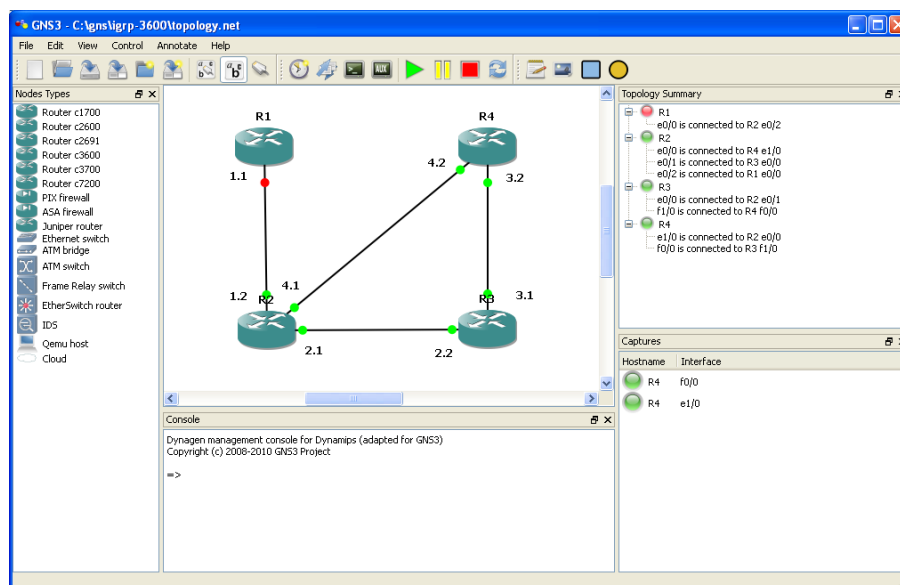 GNS3 - C:\gns\igrp-3600\topology.net
File Edit View Control Annotate Help
Nodes Types
Router c1700
Router c2600
Router c2691
Router c3600
Router c3700
Router c7200
PIX firewall
ASA firewall
Juniper router
Ethernet switch
ATM bridge
ATM switch
Frame Relay switch
EtherSwitch router
IDS
Qemu host
Cloud
R1
R4
1.1
4.2
3.2
1.2
R2
4.1
3.1
R3
2.1
2.2
Console
Dynagen management console for Dynamips (adapted for GNS3)
Copyright (c) 2008-2010 GNS3 Project
=>
Topology Summary
R1
e0/0 is connected to R2 e0/2
R2
e0/0 is connected to R4 e1/0
e0/1 is connected to R3 e0/0
e0/2 is connected to R1 e0/0
R3
e0/0 is connected to R2 e0/1
f1/0 is connected to R4 f0/0
R4
e1/0 is connected to R2 e0/0
f0/0 is connected to R3 f1/0
Captures
Hostname Interface
R4 f0/0
R4 e1/0